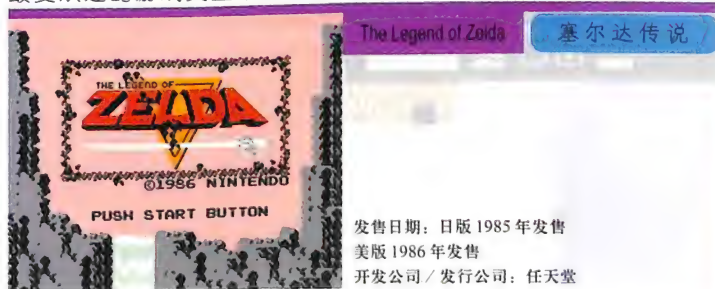 The Legend of Zelda
塞尔达传说
THE LEGEND OF
ZELDA
©1986 NINTENDO
PUSH START BUTTON
发售日期：日版 1985 年发售
美版 1986 年发售
开发公司／发行公司：任天堂